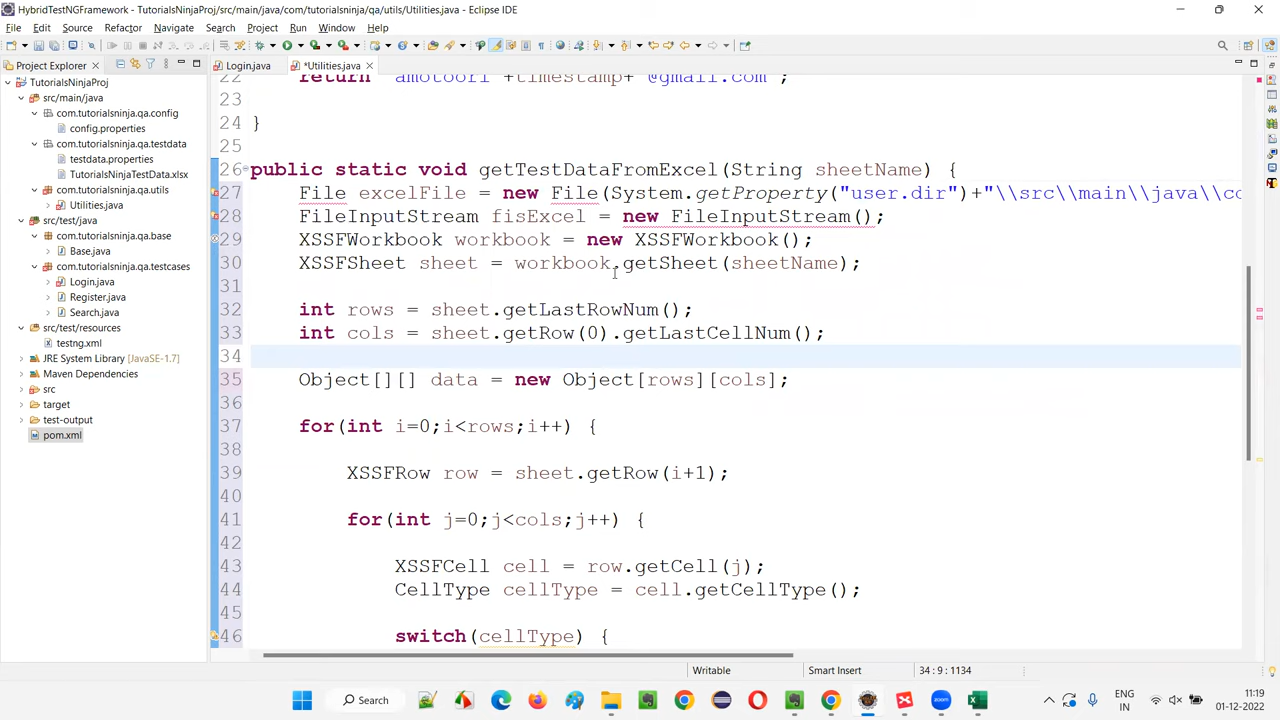 HybridTestNGFramework - TutorialsNinjaProj/src/main/java/com/tutorialsninja/qa/utils/Utilities.java - Eclipse IDE
File Edit Source Refactor Navigate Search Project Run Window Help
Project Explorer
Login.java
*Utilities.java
TutorialsNinjaProj
src/main/java
com.tutorialsninja.qa.config
config.properties
com.tutorialsninja.qa.testdata
testdata.properties
TutorialsNinjaTestData.xlsx
com.tutorialsninja.qa.utils
Utilities.java
src/test/java
com.tutorialsninja.qa.base
Base.java
com.tutorialsninja.qa.testcases
Login.java
Register.java
Search.java
src/test/resources
testng.xml
JRE System Library [JavaSE-1.7]
Maven Dependencies
src
target
test-output
pom.xml
22 return "amotoori"+timestamp+"@gmail.com";
23
24 }
25
26 public static void getTestDataFromExcel(String sheetName) {
27 File excelFile = new File(System.getProperty("user.dir")+"\\src\\main\\java\\co
28 FileInputStream fisExcel = new FileInputStream();
29 XSSFWorkbook workbook = new XSSFWorkbook();
30 XSSFSheet sheet = workbook.getSheet(sheetName);
31
32 int rows = sheet.getLastRowNum();
33 int cols = sheet.getRow(0).getLastCellNum();
34
35 Object[][] data = new Object[rows][cols];
36
37 for(int i=0;i<rows;i++) {
38
39 XSSFRow row = sheet.getRow(i+1);
40
41 for(int j=0;j<cols;j++) {
42
43 XSSFCell cell = row.getCell(j);
44 CellType cellType = cell.getCellType();
45
46 switch(cellType) {
Writable Smart Insert 34 : 9 : 1134
Search
ENG
IN
11:19
01-12-2022